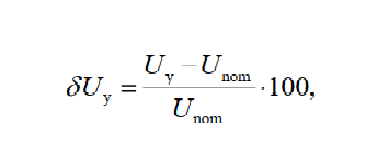 δU_y = (U_y − U_nom) / U_nom · 100,